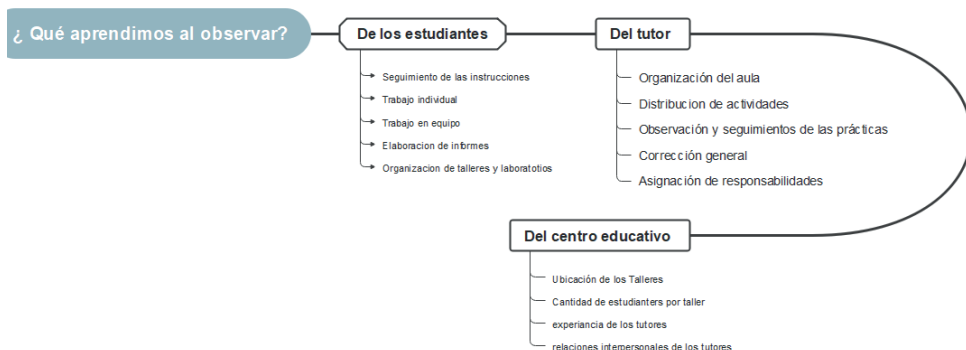 ¿ Qué aprendimos al observar?
De los estudiantes
Seguimiento de las instrucciones
Trabajo individual
Trabajo en equipo
Elaboracion de informes
Organizacion de talleres y laboratotios
Del tutor
Organización del aula
Distribucion de actividades
Observación y seguimientos de las prácticas
Corrección general
Asignación de responsabilidades
Del centro educativo
Ubicación de los Talleres
Cantidad de estudianters por taller
experiancia de los tutores
relaciones interpersonales de los tutores